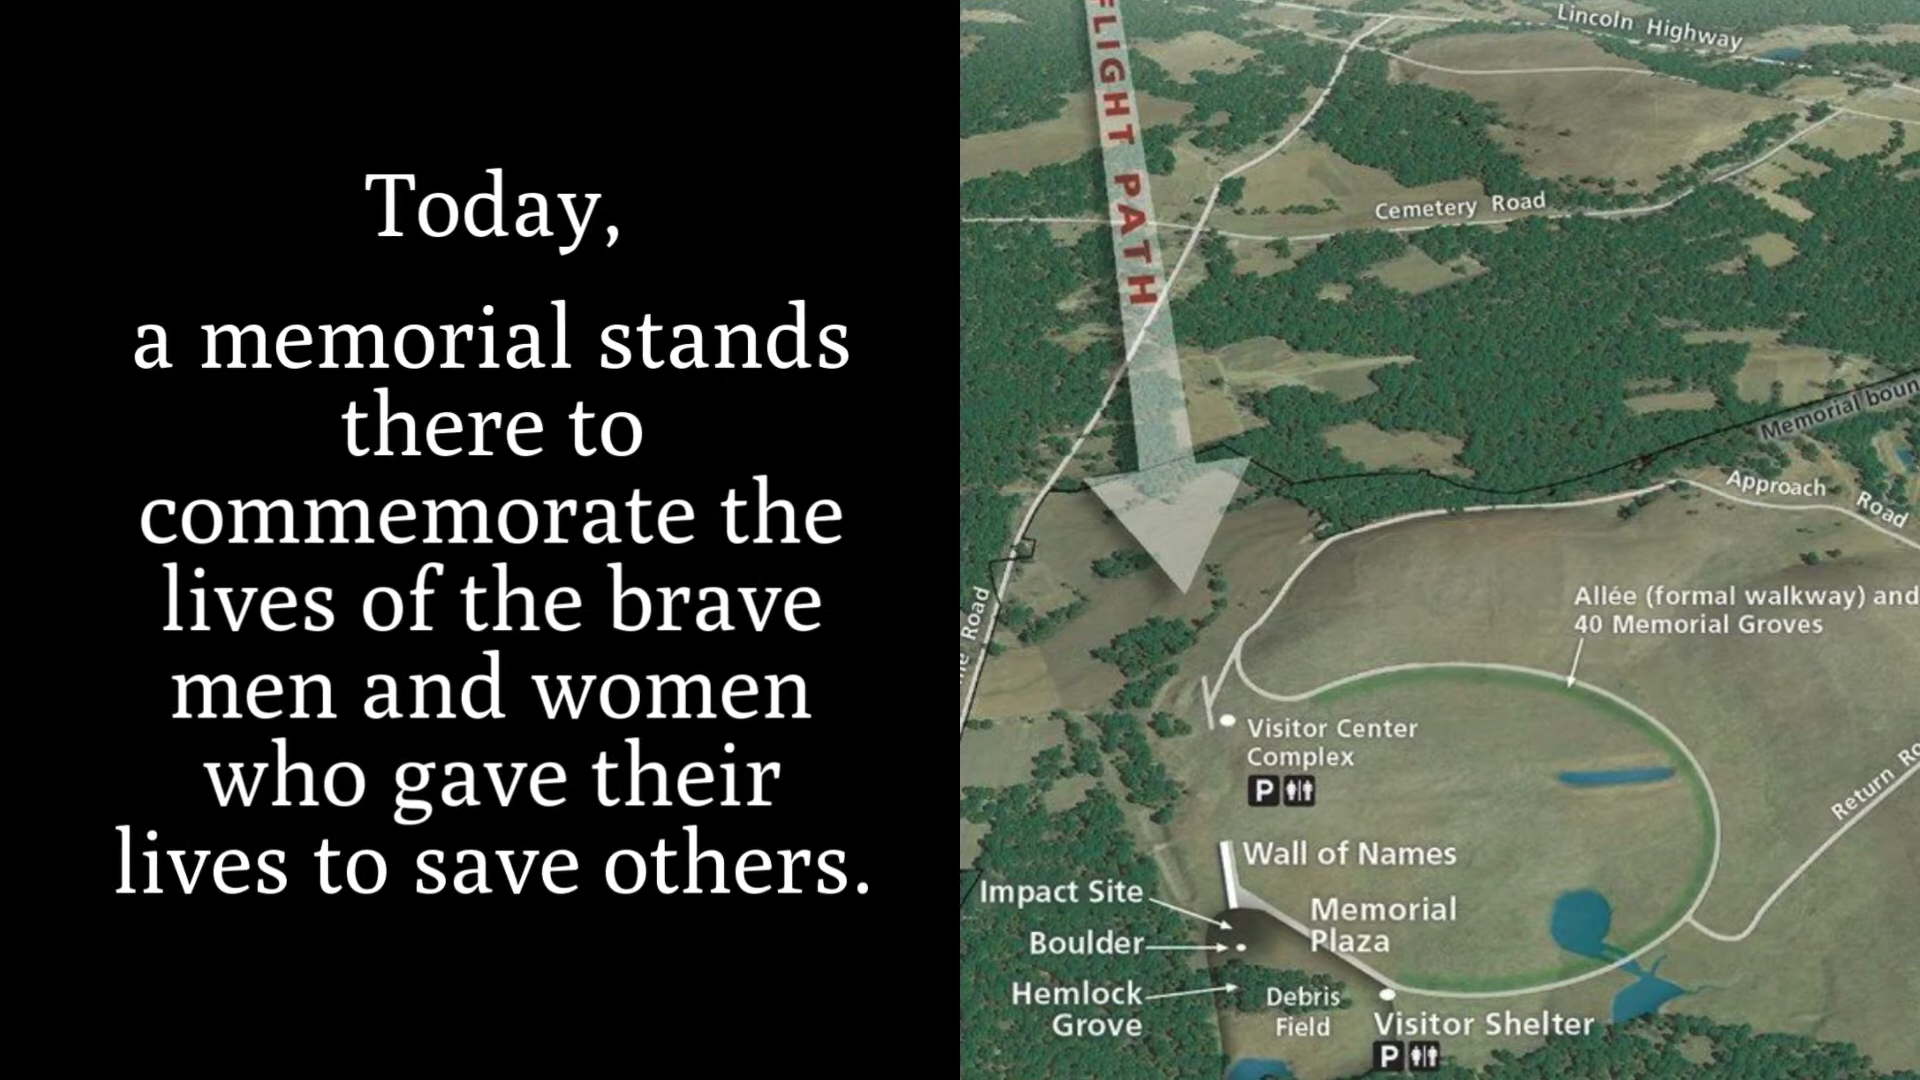 Today,
a memorial stands
there to
commemorate the
lives of the brave
men and women
who gave their
lives to save others.
FLIGHT PATH
Lincoln Highway
Cemetery Road
Memorial
Approach Road
Road
Allée (formal walkway) and
40 Memorial Groves
Visitor Center
Complex
P
Return
Wall of Names
Impact Site
Memorial
Plaza
Boulder
Hemlock
Grove
Debris
Field
Visitor Shelter
P